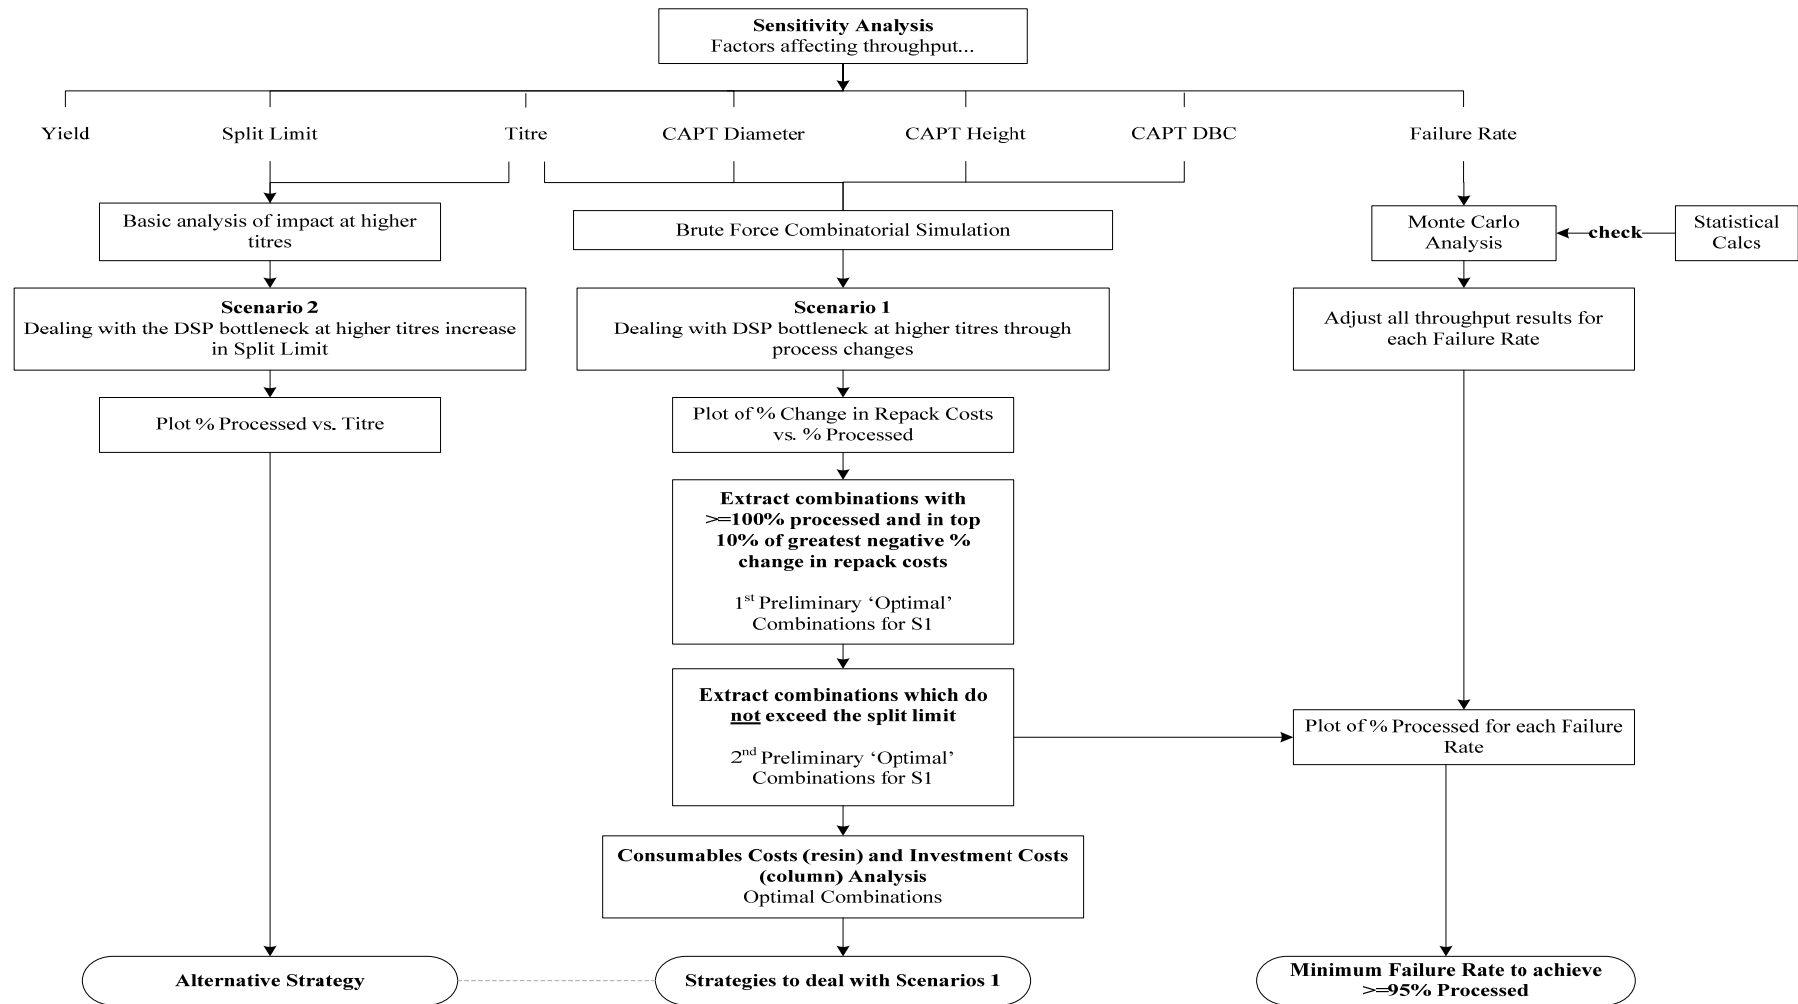 Sensitivity Analysis
Factors affecting throughput...
Yield
Split Limit
Titre
CAPT Diameter
CAPT Height
CAPT DBC
Failure Rate
Basic analysis of impact at higher
titres
Brute Force Combinatorial Simulation
Monte Carlo
Analysis
check
Statistical
Calcs
Scenario 2
Dealing with the DSP bottleneck at higher titres increase
in Split Limit
Scenario 1
Dealing with DSP bottleneck at higher titres through
process changes
Adjust all throughput results for
each Failure Rate
Plot % Processed vs. Titre
Plot of % Change in Repack Costs
vs. % Processed
Extract combinations with
>=100% processed and in top
10% of greatest negative %
change in repack costs
1st Preliminary ‘Optimal’
Combinations for S1
Extract combinations which do
not exceed the split limit
2nd Preliminary ‘Optimal’
Combinations for S1
Plot of % Processed for each Failure
Rate
Consumables Costs (resin) and Investment Costs
(column) Analysis
Optimal Combinations
Alternative Strategy
Strategies to deal with Scenarios 1
Minimum Failure Rate to achieve
>=95% Processed